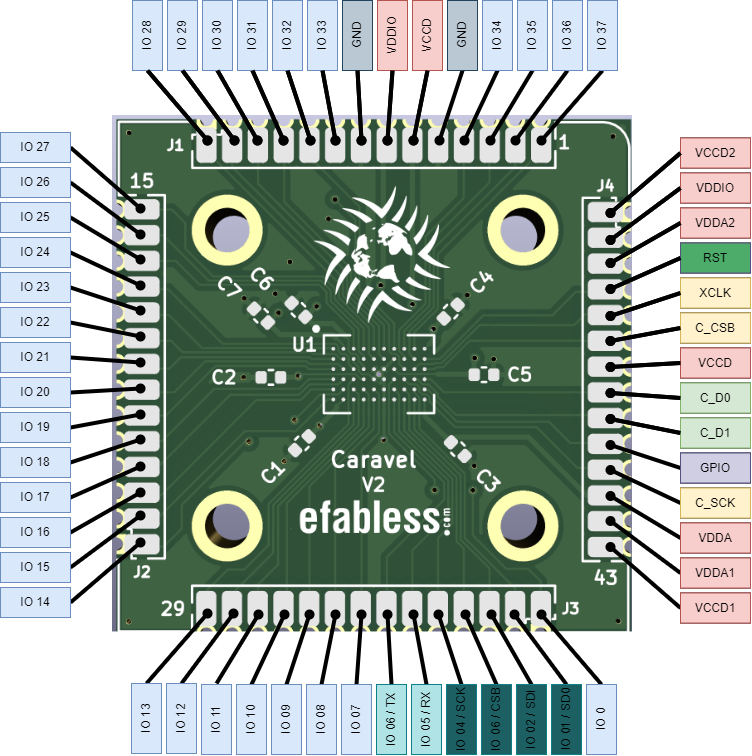 IO 28
IO 29
IO 30
IO 31
IO 32
IO 33
GND
VDDIO
VCCD
GND
IO 34
IO 35
IO 36
IO 37
IO 27
IO 26
IO 25
IO 24
IO 23
IO 22
IO 21
IO 20
IO 19
IO 18
IO 17
IO 16
IO 15
IO 14
J1
1
15
J4
C7
C6
C4
U1
C2
C5
C1
C3
Caravel
V2
efabless.com
J2
43
29
J3
VCCD2
VDDIO
VDDA2
RST
XCLK
C_CSB
VCCD
C_D0
C_D1
GPIO
C_SCK
VDDA
VDDA1
VCCD1
IO 13
IO 12
IO 11
IO 10
IO 09
IO 08
IO 07
IO 06 / TX
IO 05 / RX
IO 04 / SCK
IO 06 / CSB
IO 02 / SDI
IO 01 / SD0
IO 0